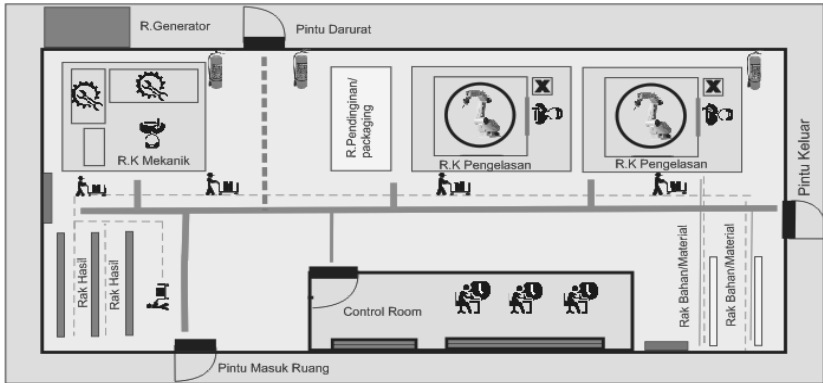 R.Generator
Pintu Darurat
R.K Mekanik
R.Pendinginan/
packaging
R.K Pengelasan
R.K Pengelasan
Pintu Keluar
Rak Hasil
Rak Hasil
Control Room
Rak Bahan/Material
Rak Bahan/Material
Pintu Masuk Ruang